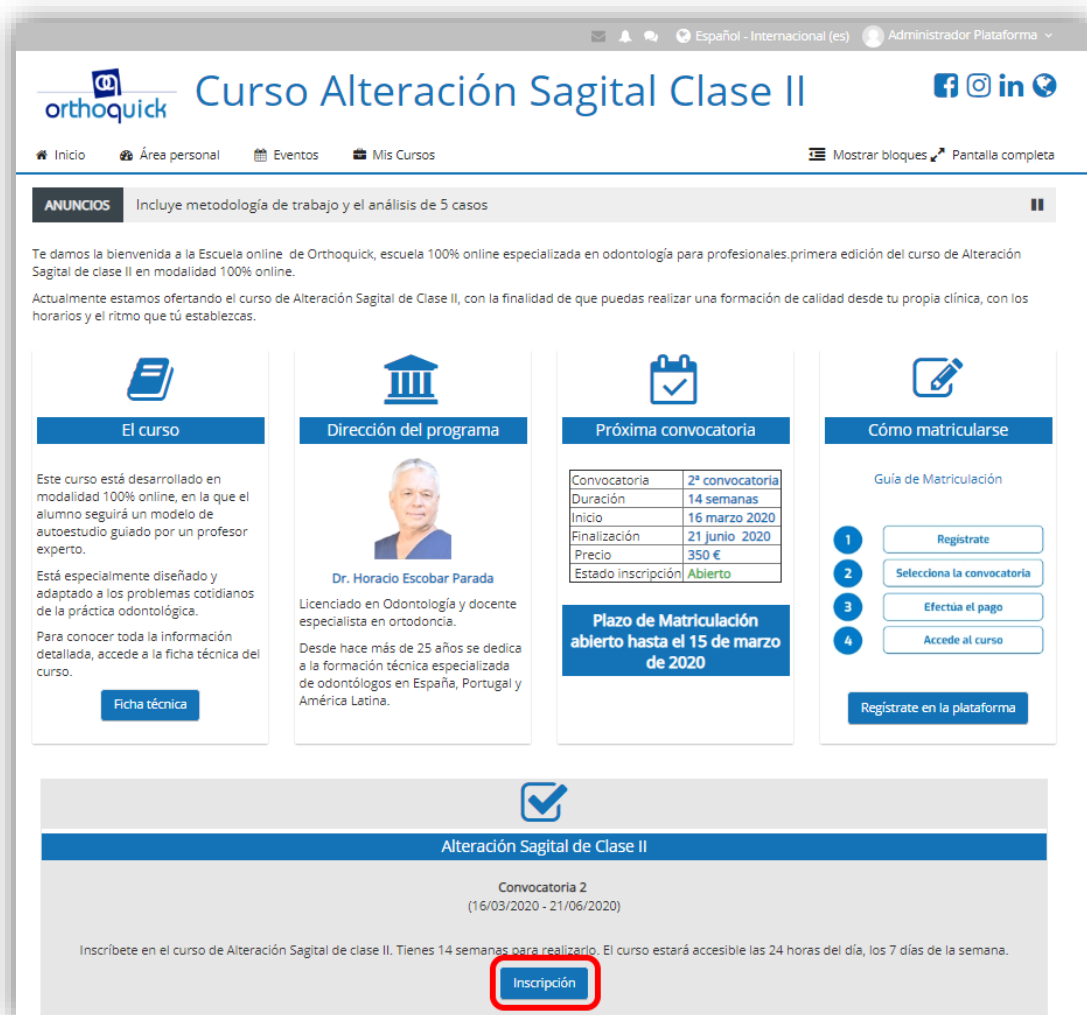 Español - Internacional (es) Administrador Plataforma
orthoquick
Curso Alteración Sagital Clase II
Inicio Área personal Eventos Mis Cursos Mostrar bloques Pantalla completa
ANUNCIOS Incluye metodología de trabajo y el análisis de 5 casos
Te damos la bienvenida a la Escuela online de Orthoquick, escuela 100% online especializada en odontología para profesionales.primera edición del curso de Alteración
Sagital de clase II en modalidad 100% online.
Actualmente estamos ofertando el curso de Alteración Sagital de Clase II, con la finalidad de que puedas realizar una formación de calidad desde tu propia clínica, con los
horarios y el ritmo que tú establezcas.
El curso
Este curso está desarrollado en
modalidad 100% online, en la que el
alumno seguirá un modelo de
autoestudio guiado por un profesor
experto.
Está especialmente diseñado y
adaptado a los problemas cotidianos
de la práctica odontológica.
Para conocer toda la información
detallada, accede a la ficha técnica del
curso.
Ficha técnica
Dirección del programa
Dr. Horacio Escobar Parada
Licenciado en Odontología y docente
especialista en ortodoncia.
Desde hace más de 25 años se dedica
a la formación técnica especializada
de odontólogos en España, Portugal y
América Latina.
Próxima convocatoria
Convocatoria 2ª convocatoria
Duración 14 semanas
Inicio 16 marzo 2020
Finalización 21 junio 2020
Precio 350 €
Estado inscripción Abierto
Plazo de Matriculación
abierto hasta el 15 de marzo
de 2020
Cómo matricularse
Guía de Matriculación
1 Regístrate
2 Selecciona la convocatoria
3 Efectúa el pago
4 Accede al curso
Regístrate en la plataforma
Alteración Sagital de Clase II
Convocatoria 2
(16/03/2020 - 21/06/2020)
Inscríbete en el curso de Alteración Sagital de clase II. Tienes 14 semanas para realizarlo. El curso estará accesible las 24 horas del día, los 7 días de la semana.
Inscripción